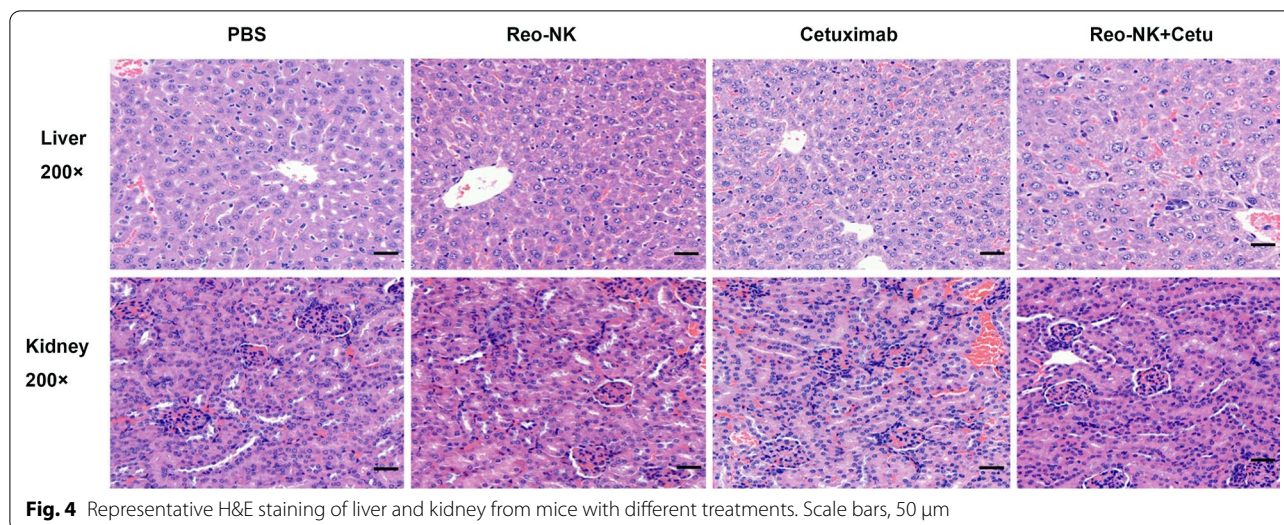 PBS
Reo-NK
Cetuximab
Reo-NK+Cetu
Liver
200×
Kidney
200×
Fig. 4 Representative H&E staining of liver and kidney from mice with different treatments. Scale bars, 50 µm